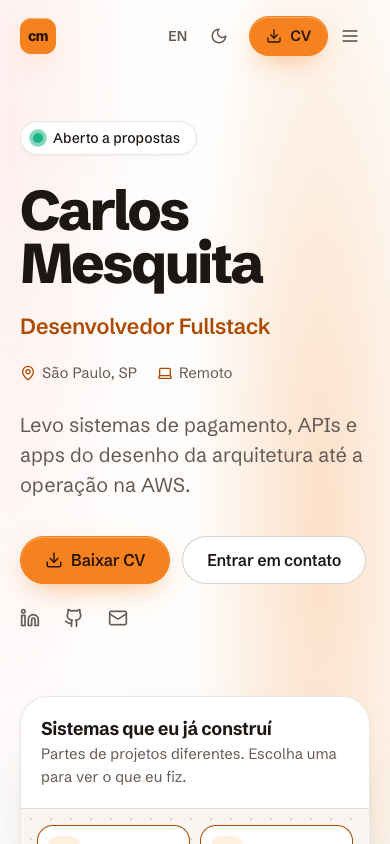 cm
EN
CV
Aberto a propostas
Carlos
Mesquita
Desenvolvedor Fullstack
São Paulo, SP
Remoto
Levo sistemas de pagamento, APIs e
apps do desenho da arquitetura até a
operação na AWS.
Baixar CV
Entrar em contato
Sistemas que eu já construí
Partes de projetos diferentes. Escolha uma
para ver o que eu fiz.